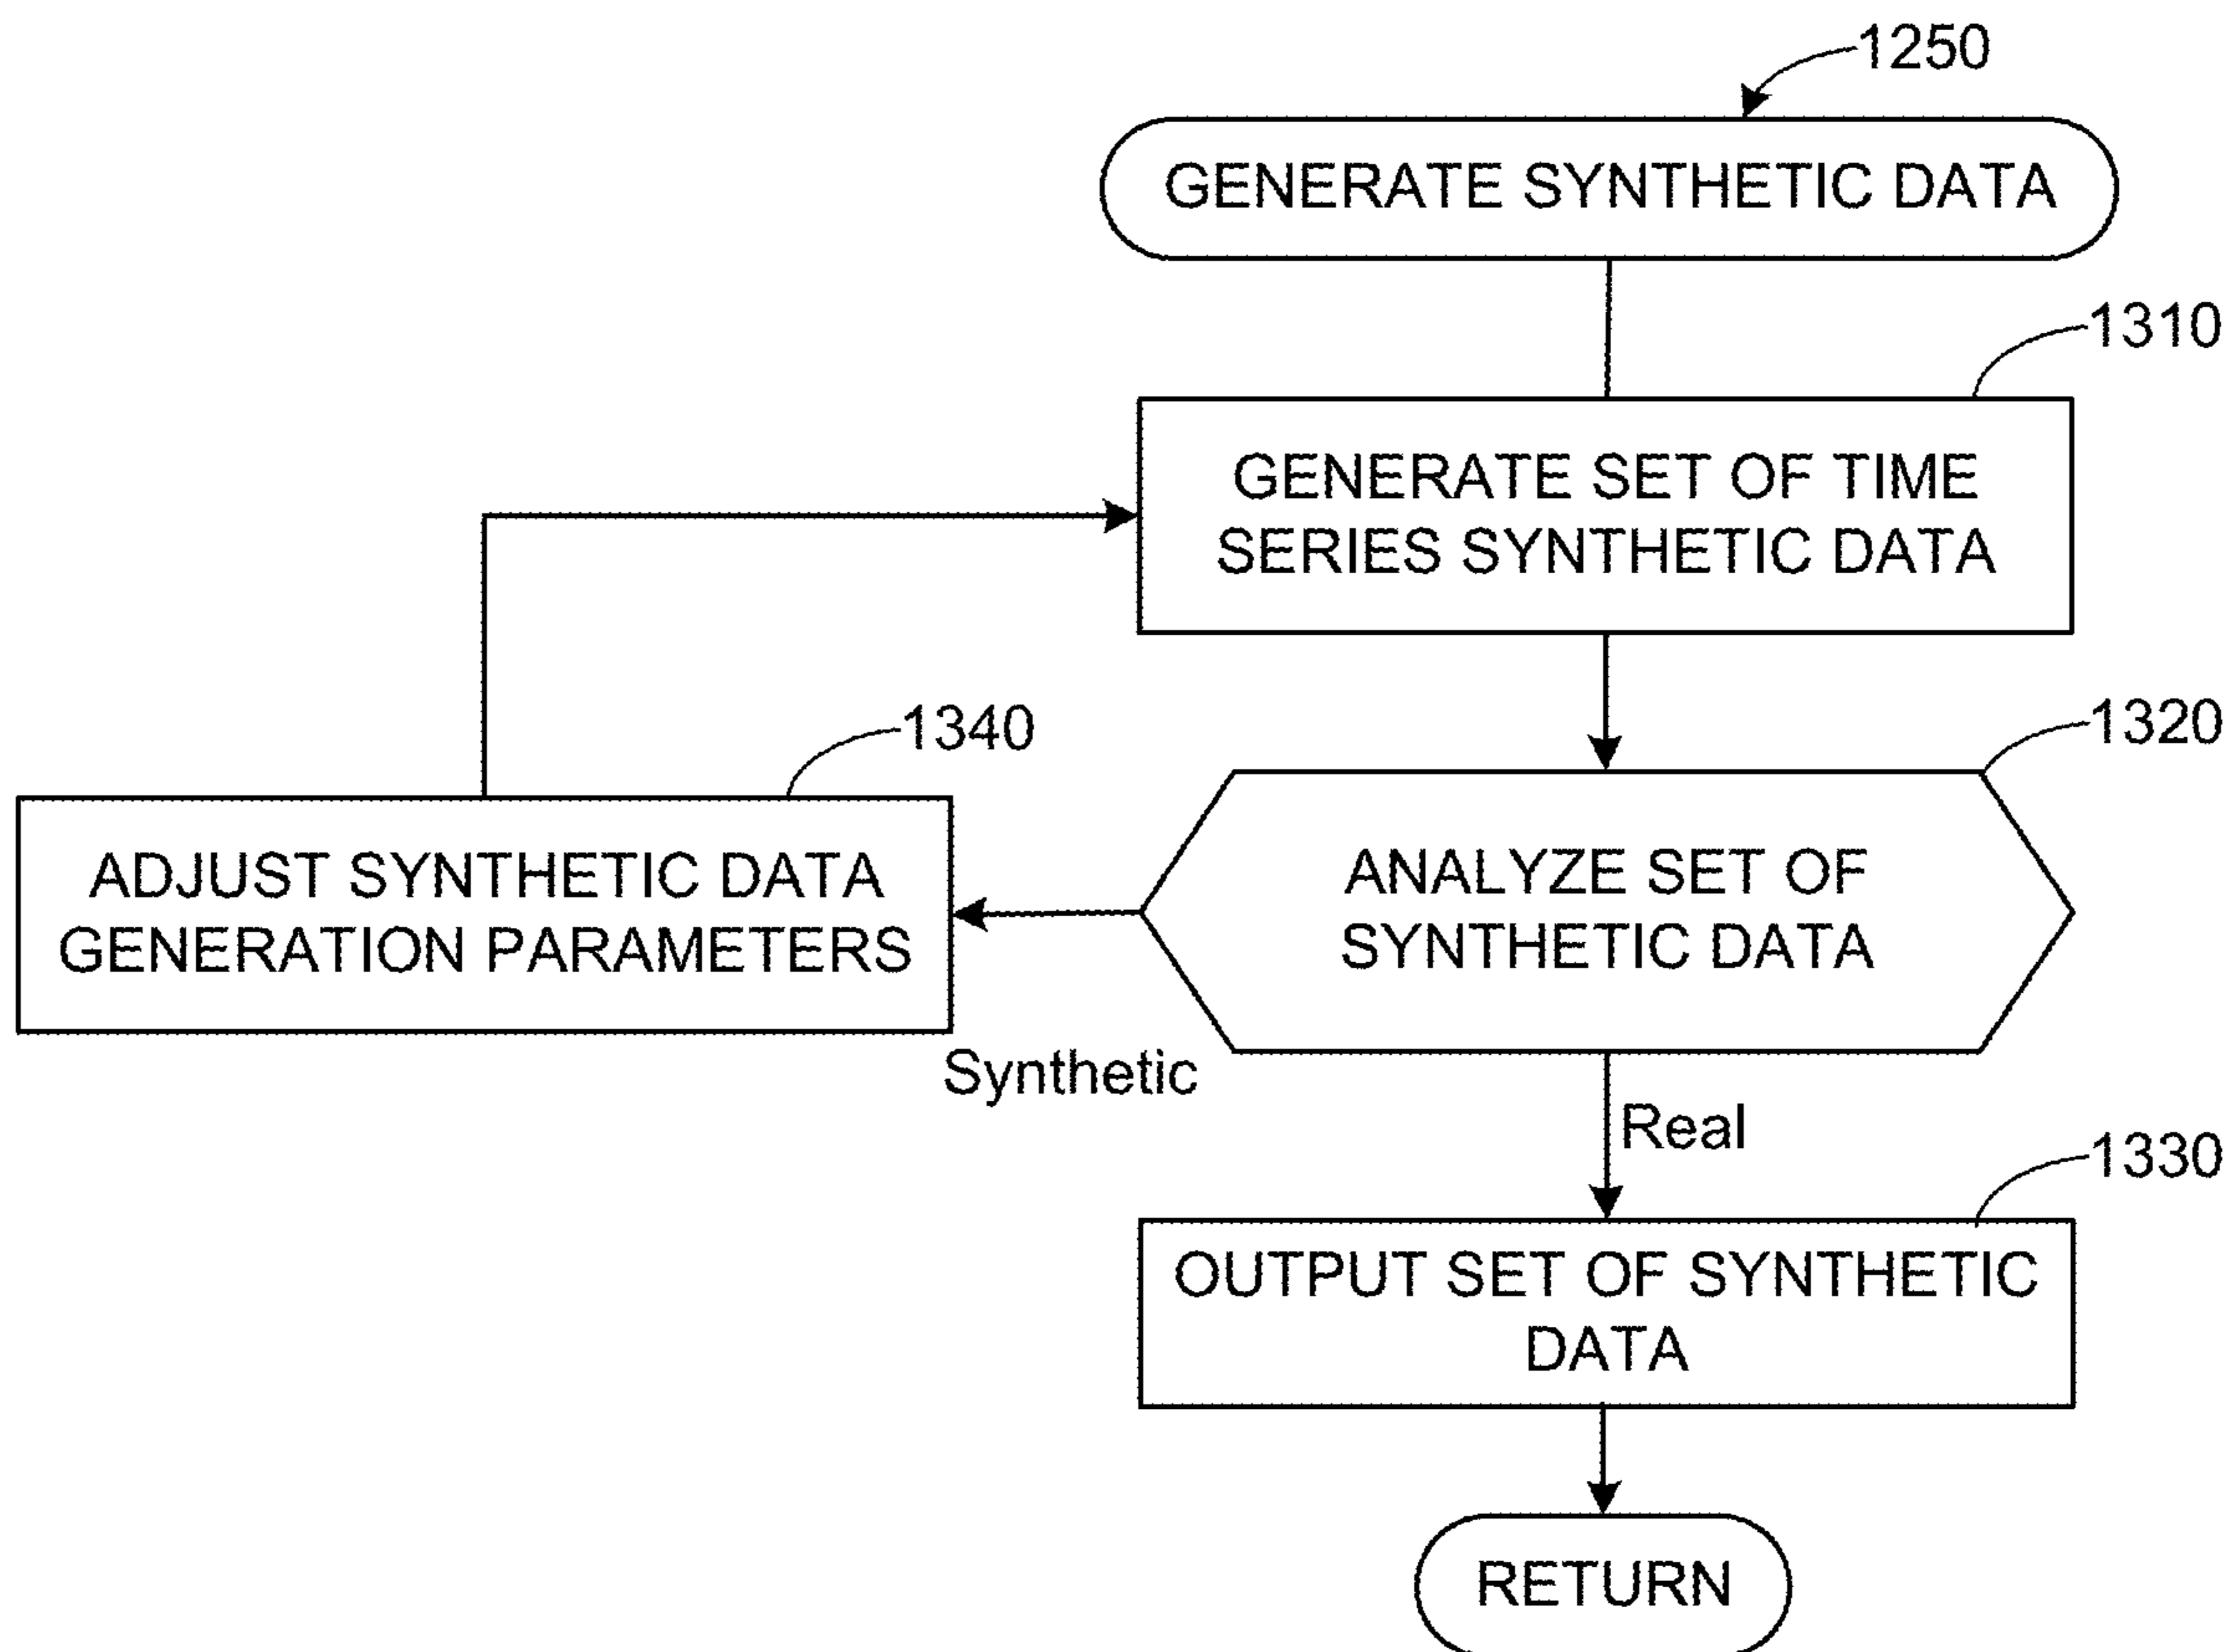 1250
GENERATE SYNTHETIC DATA
1310
GENERATE SET OF TIME
SERIES SYNTHETIC DATA
1340
1320
ADJUST SYNTHETIC DATA
GENERATION PARAMETERS
ANALYZE SET OF
SYNTHETIC DATA
Synthetic
Real
1330
OUTPUT SET OF SYNTHETIC
DATA
RETURN